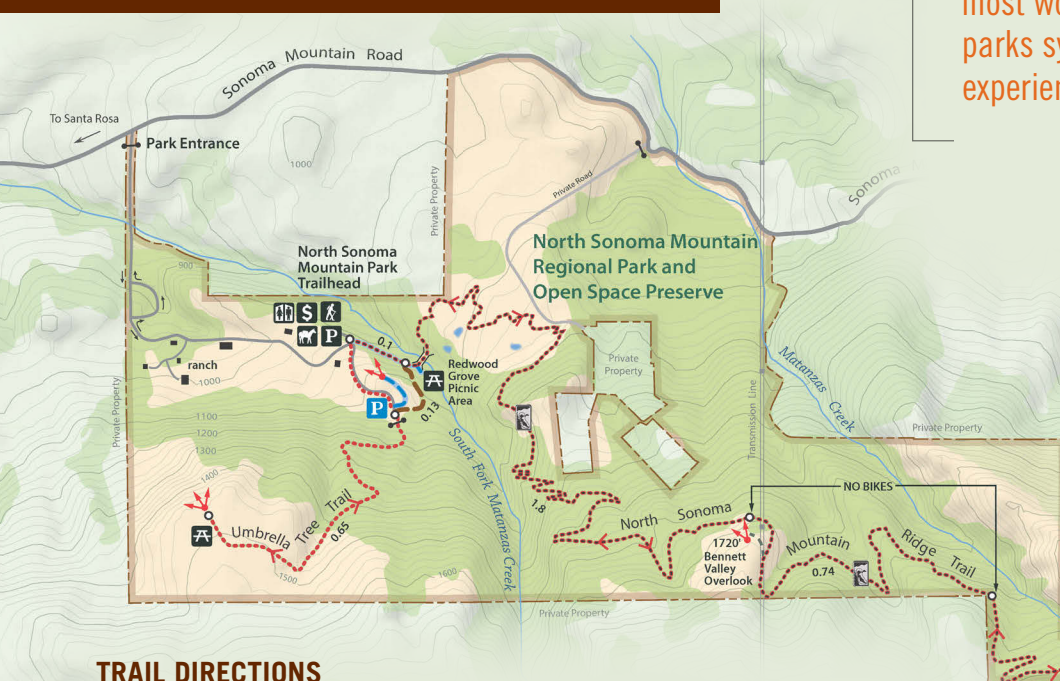 most wo
parks sy
experien
Sonoma Mountain Road
To Santa Rosa
Park Entrance
1000
Private Property
Private Road
Sonoma
North Sonoma
Mountain Park
Trailhead
North Sonoma Mountain
Regional Park and
Open Space Preserve
900
$
P
0.1
ranch
1000
Redwood
Grove
Picnic
Area
P
0.13
Private
Property
Matanzas Creek
Transmission Line
Private Property
Private Property
1100
1200
1300
1400
South Fork Matanzas Creek
NO BIKES
1.8
North Sonoma Mountain Ridge Trail
Umbrella Tree Trail
0.65
1720'
Bennett
Valley
Overlook
0.74
1500
1600
Private Property
TRAIL DIRECTIONS